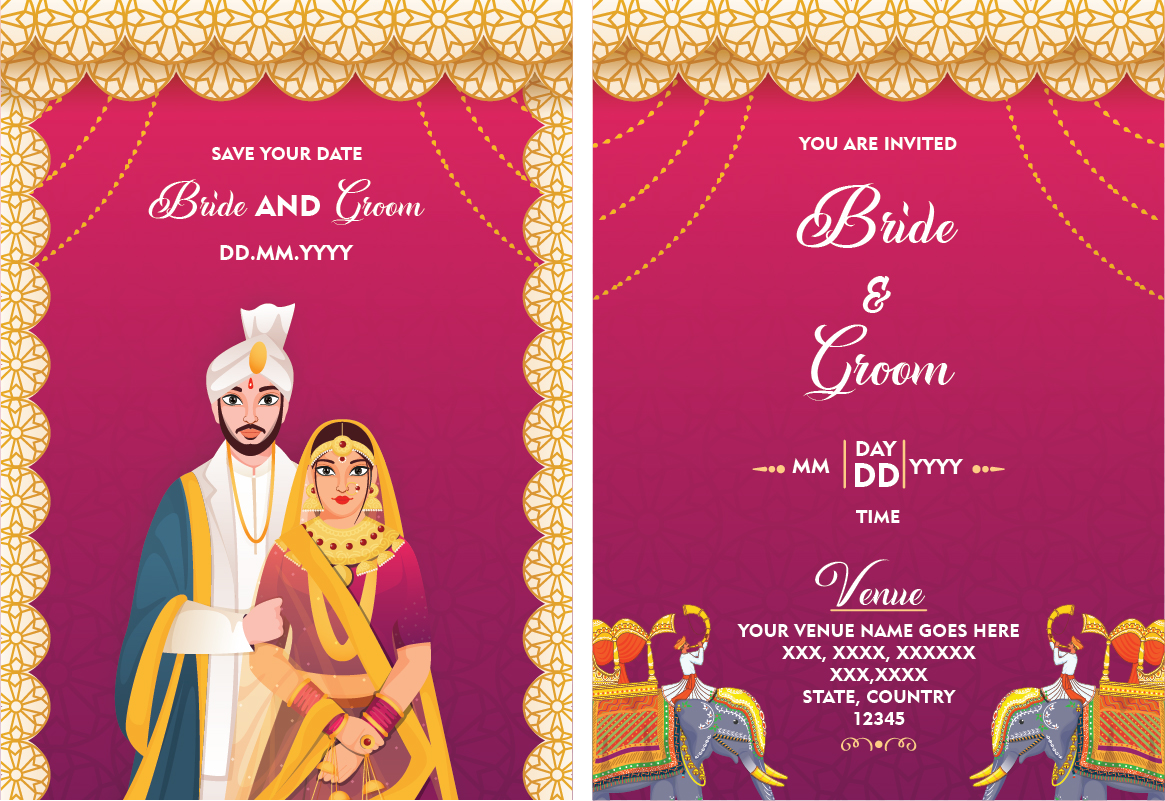 SAVE YOUR DATE
Bride AND Groom
DD.MM.YYYY
YOU ARE INVITED
Bride
&
Groom
MM DAY DD YYYY
TIME
Venue
YOUR VENUE NAME GOES HERE
XXX, XXXX, XXXXXX
XXX,XXXX
STATE, COUNTRY
12345